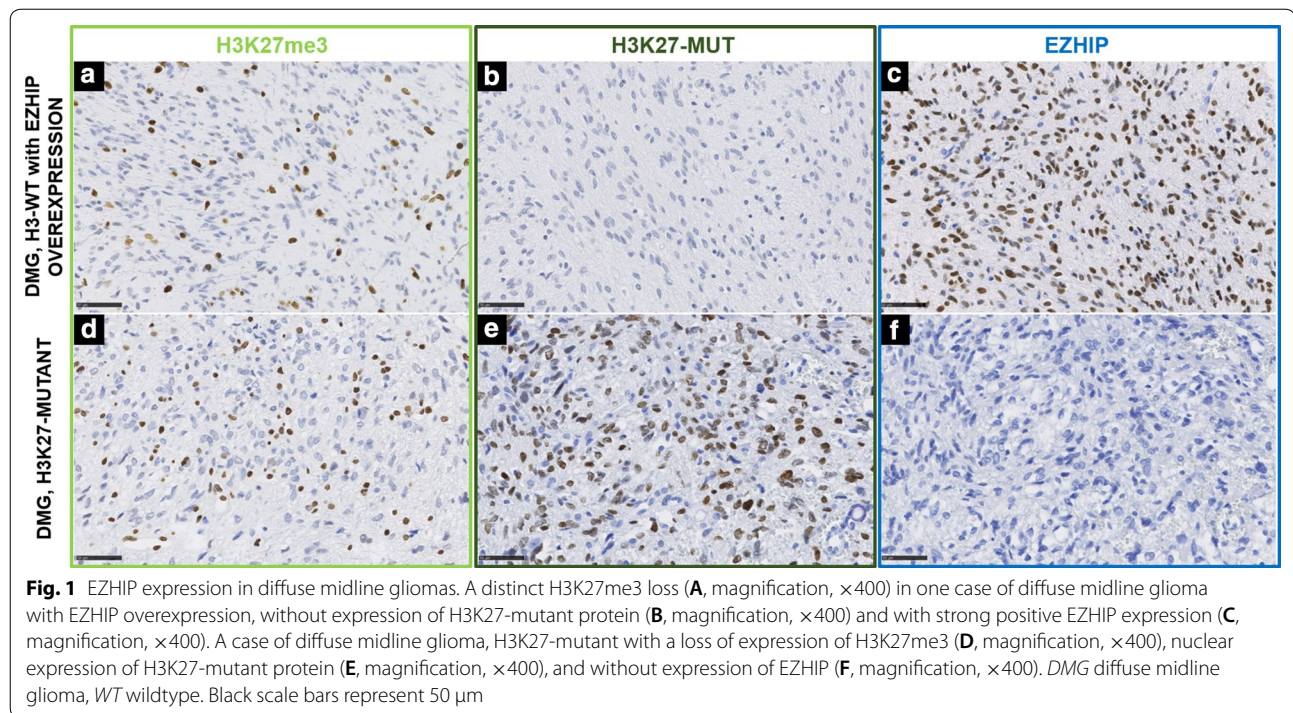 H3K27me3 H3K27-MUT EZHIP
DMG, H3-WT with EZHIP
OVEREXPRESSION
a b c
DMG, H3K27-MUTANT
d e f
Fig. 1 EZHIP expression in diffuse midline gliomas. A distinct H3K27me3 loss (A, magnification, ×400) in one case of diffuse midline glioma
with EZHIP overexpression, without expression of H3K27-mutant protein (B, magnification, ×400) and with strong positive EZHIP expression (C,
magnification, ×400). A case of diffuse midline glioma, H3K27-mutant with a loss of expression of H3K27me3 (D, magnification, ×400), nuclear
expression of H3K27-mutant protein (E, magnification, ×400), and without expression of EZHIP (F, magnification, ×400). DMG diffuse midline
glioma, WT wildtype. Black scale bars represent 50 μm